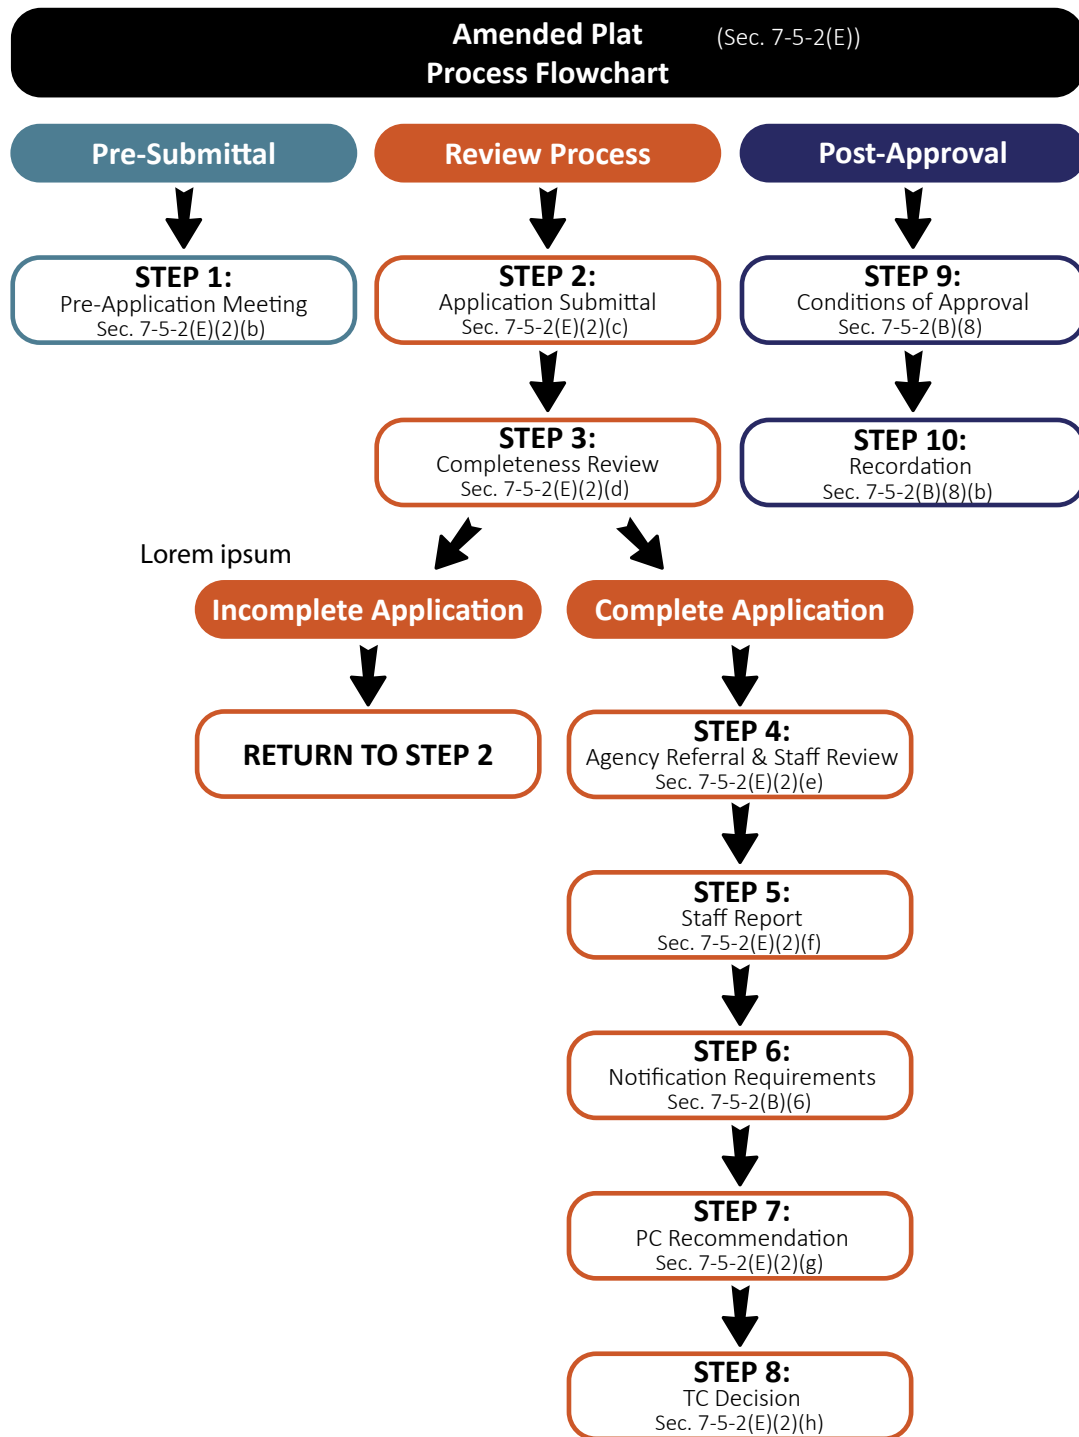 Amended Plat (Sec. 7-5-2(E))
Process Flowchart
Pre-Submittal
STEP 1:
Pre-Application Meeting
Sec. 7-5-2(E)(2)(b)
Review Process
STEP 2:
Application Submittal
Sec. 7-5-2(E)(2)(c)
STEP 3:
Completeness Review
Sec. 7-5-2(E)(2)(d)
Lorem ipsum
Incomplete Application
RETURN TO STEP 2
Complete Application
STEP 4:
Agency Referral & Staff Review
Sec. 7-5-2(E)(2)(e)
STEP 5:
Staff Report
Sec. 7-5-2(E)(2)(f)
STEP 6:
Notification Requirements
Sec. 7-5-2(B)(6)
STEP 7:
PC Recommendation
Sec. 7-5-2(E)(2)(g)
STEP 8:
TC Decision
Sec. 7-5-2(E)(2)(h)
Post-Approval
STEP 9:
Conditions of Approval
Sec. 7-5-2(B)(8)
STEP 10:
Recordation
Sec. 7-5-2(B)(8)(b)